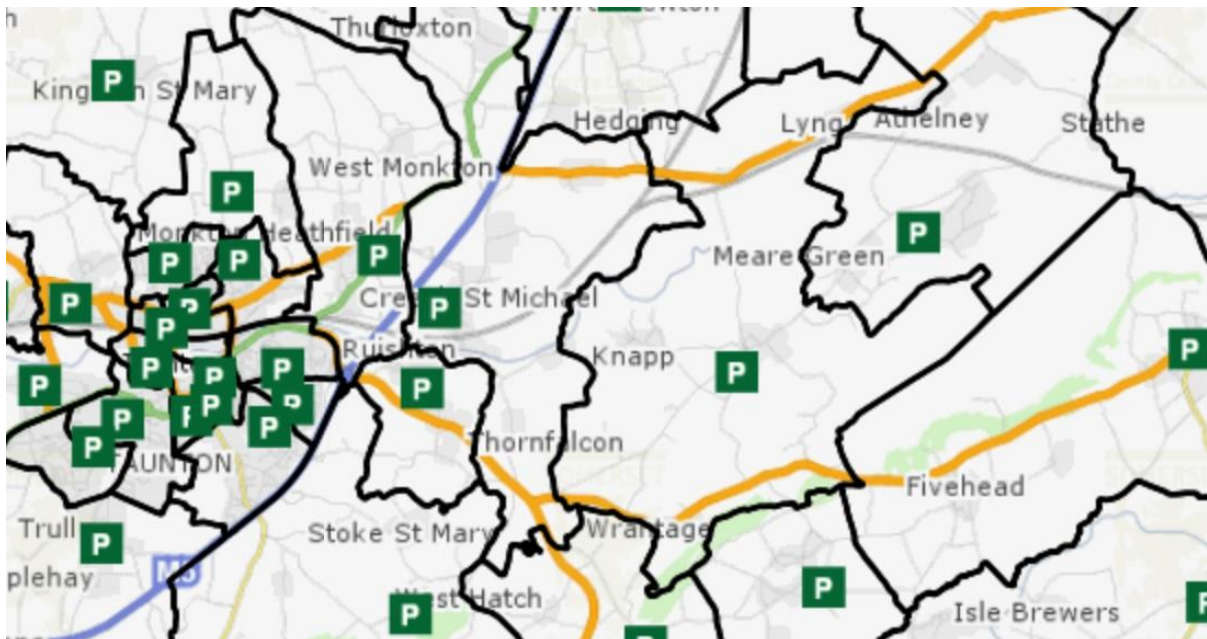 Thurloxton
P
Kingston St Mary
Hedging
Lyng
Athelney
Stathe
West Monkton
P
Monkton Heathfield
P
P
P
P
Meare Green
P
Creech St Michael
P
P
P
P
Ruishton
Knapp
P
P
P
P
P
P
P
P
P
P
P
P
P
Thornfalcon
TAUNTON
Fivehead
Trull
P
Stoke St Mary
Wrantage
M5
P
P
West Hatch
Isle Brewers